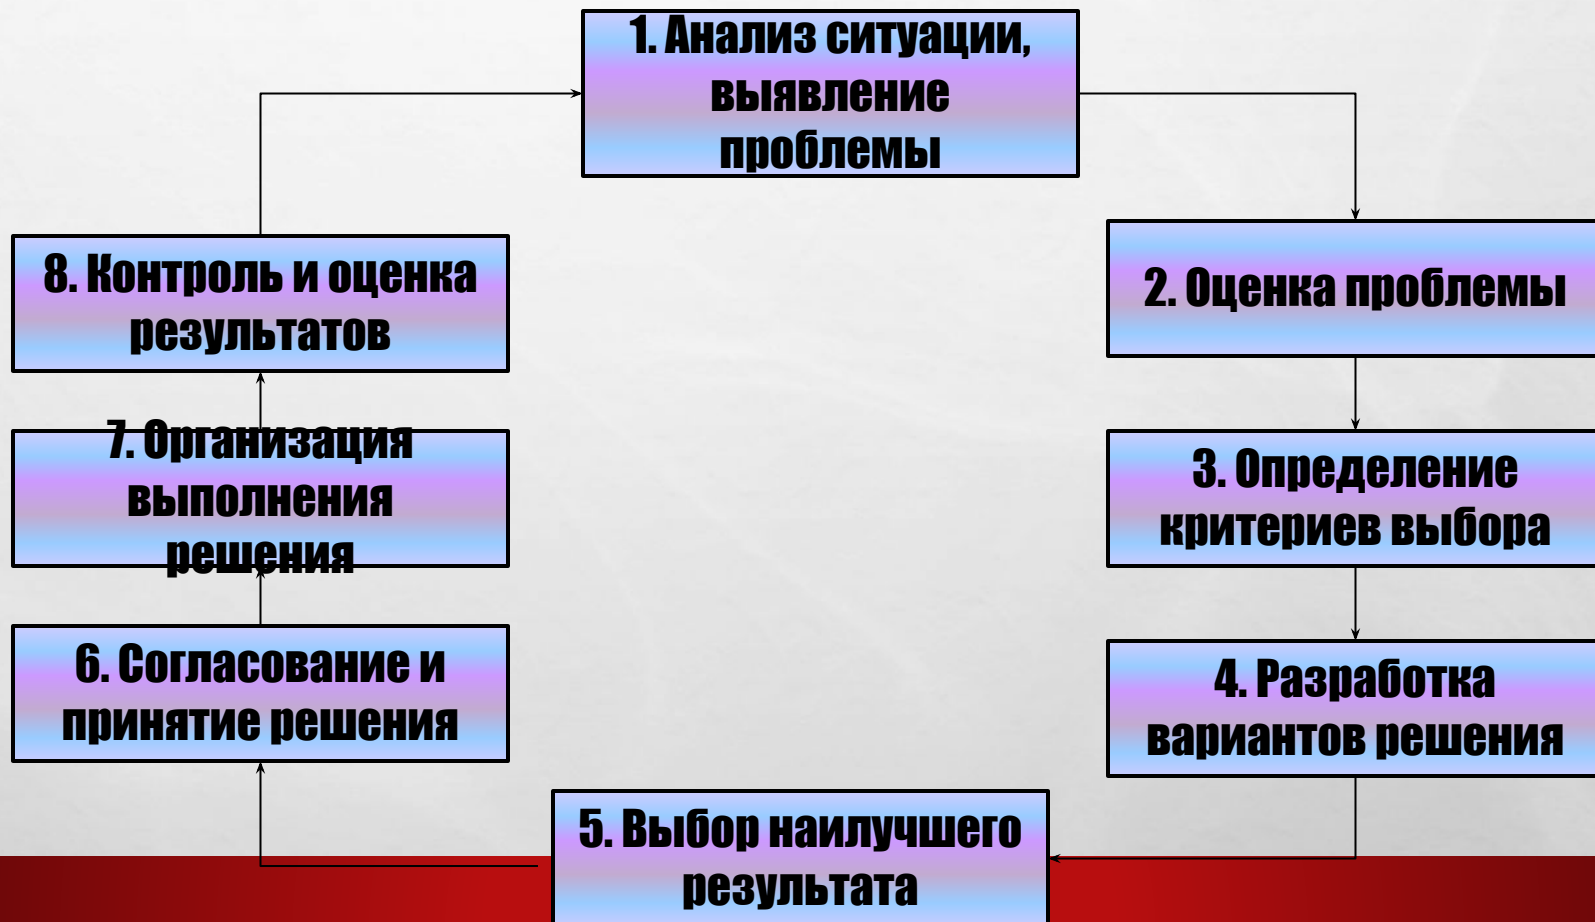 1. Анализ ситуации,
выявление
проблемы
2. Оценка проблемы
3. Определение
критериев выбора
4. Разработка
вариантов решения
5. Выбор наилучшего
результата
6. Согласование и
принятие решения
7. Организация
выполнения
решения
8. Контроль и оценка
результатов